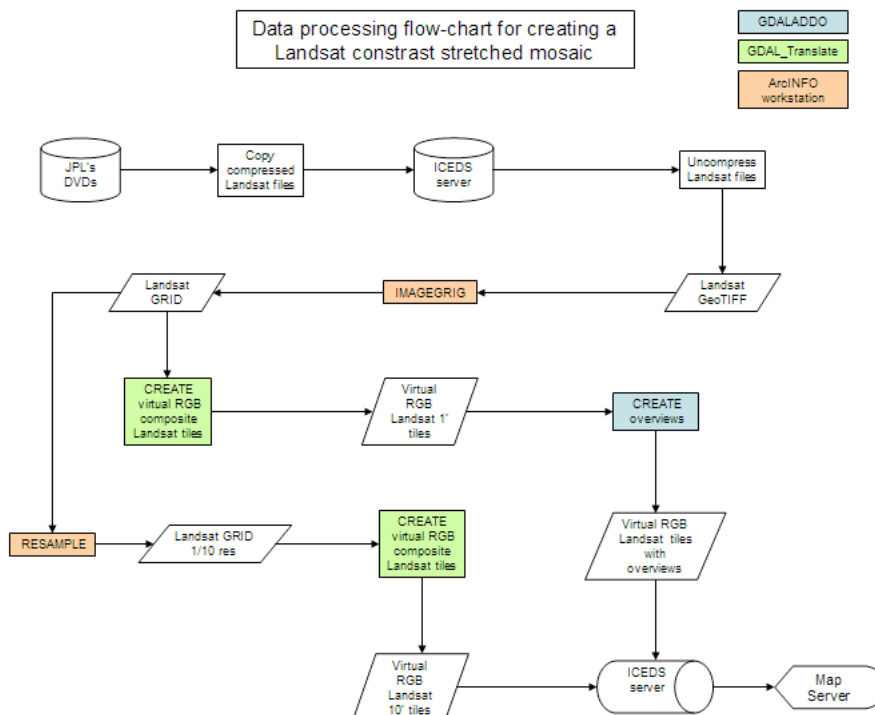 Data processing flow-chart for creating a
Landsat constrast stretched mosaic
GDALADDO
GDAL_Translate
ArcINFO
workstation
JPL's
DVDs
Copy
compressed
Landsat files
ICEDS
server
Uncompress
Landsat files
Landsat
GRID
IMAGEGRIG
Landsat
GeoTIFF
CREATE
virtual RGB
composite
Landsat tiles
Virtual
RGB
Landsat 1'
tiles
CREATE
overviews
RESAMPLE
Landsat GRID
1/10 res
CREATE
virtual RGB
composite
Landsat tiles
Virtual RGB
Landsat tiles
with
overviews
Virtual
RGB
Landsat
10' tiles
ICEDS
server
Map
Server